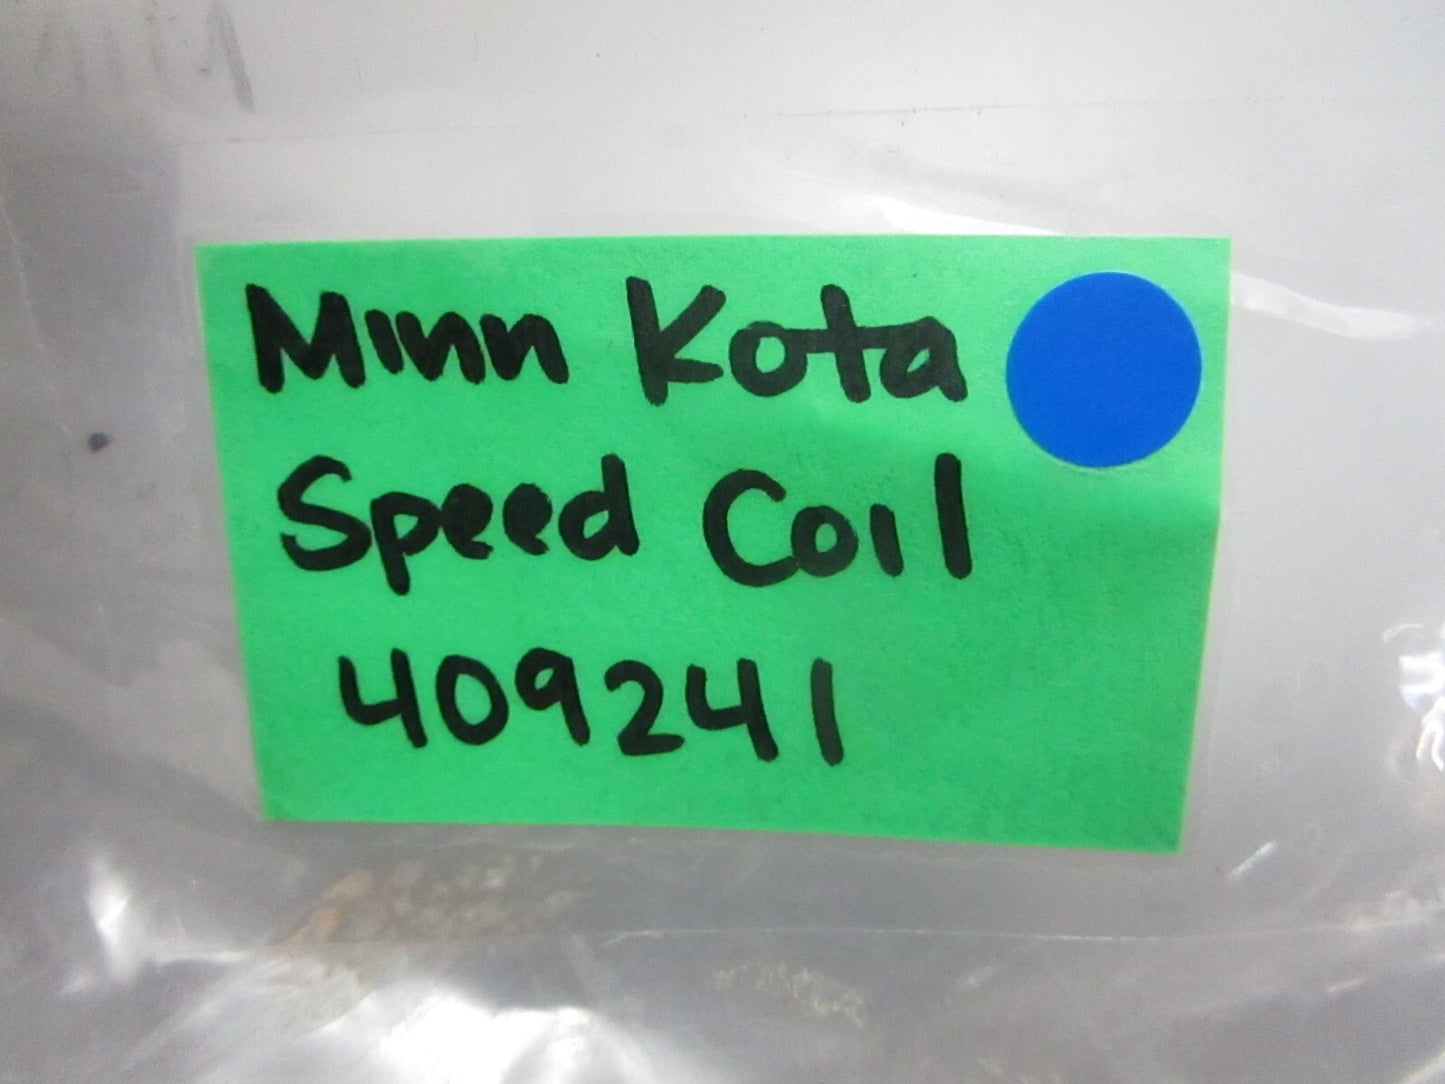 Minn Kota
Speed Coil
409241